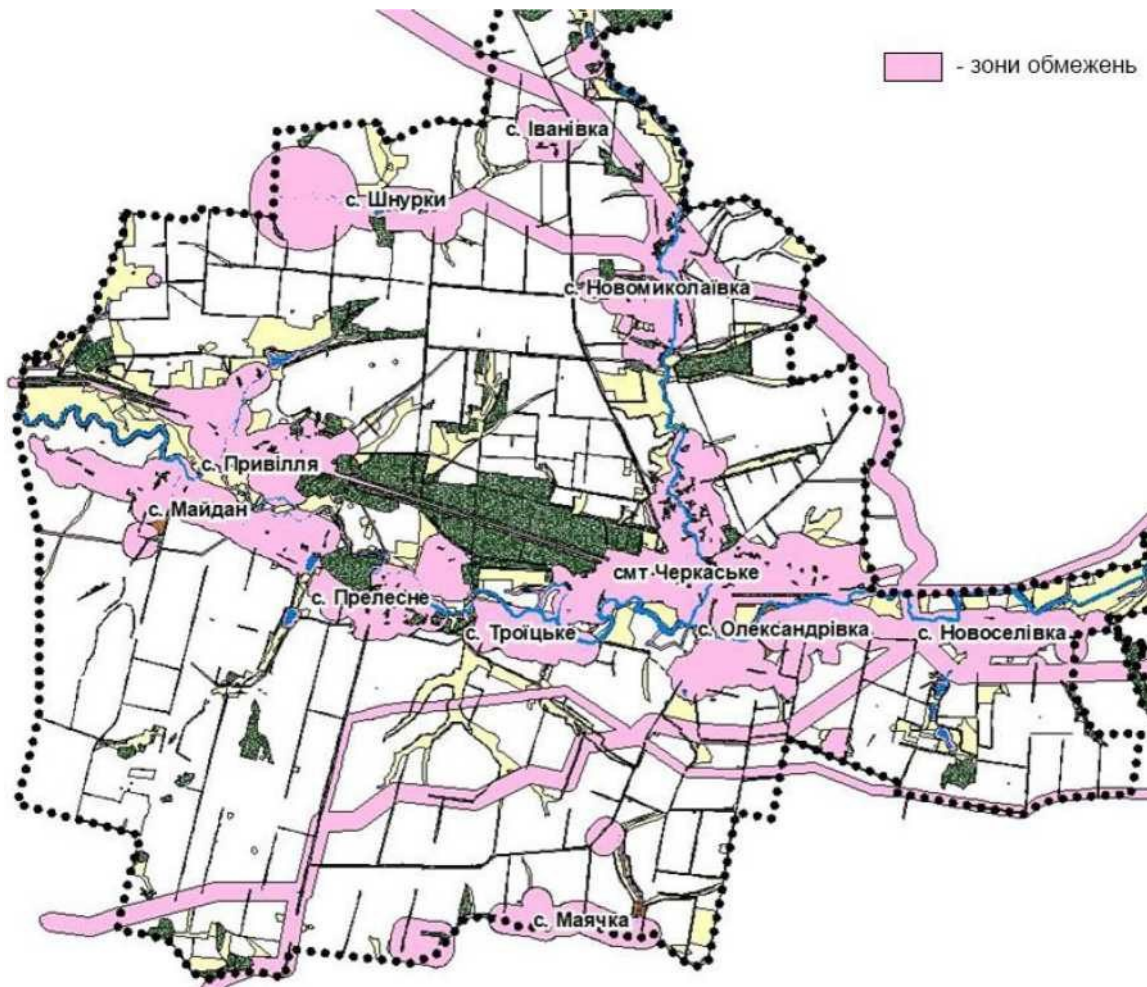 - зони обмежень
с. Іванівка
с. Шнурки
с. Новомиколаївка
с. Привілля
с. Майдан
смт Черкаське
с. Прелесне
с. Троїцьке
с. Олександрівка
с. Новоселівка
с. Маячка